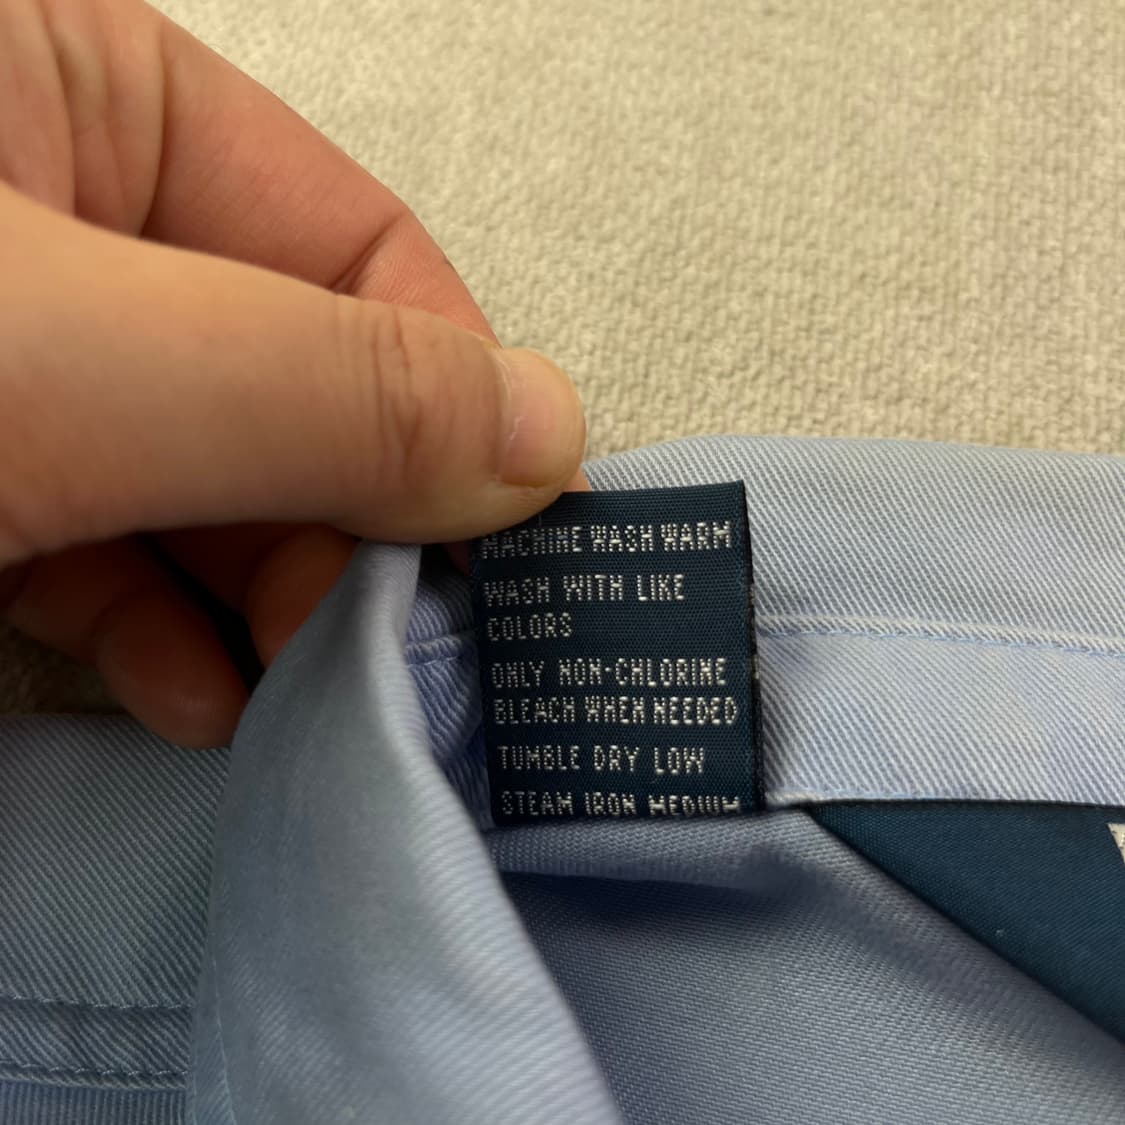 MACHINE WASH WARM
WASH WITH LIKE
COLORS
ONLY NON-CHLORINE
BLEACH WHEN NEEDED
TUMBLE DRY LOW
STEAM IRON MEDIUM